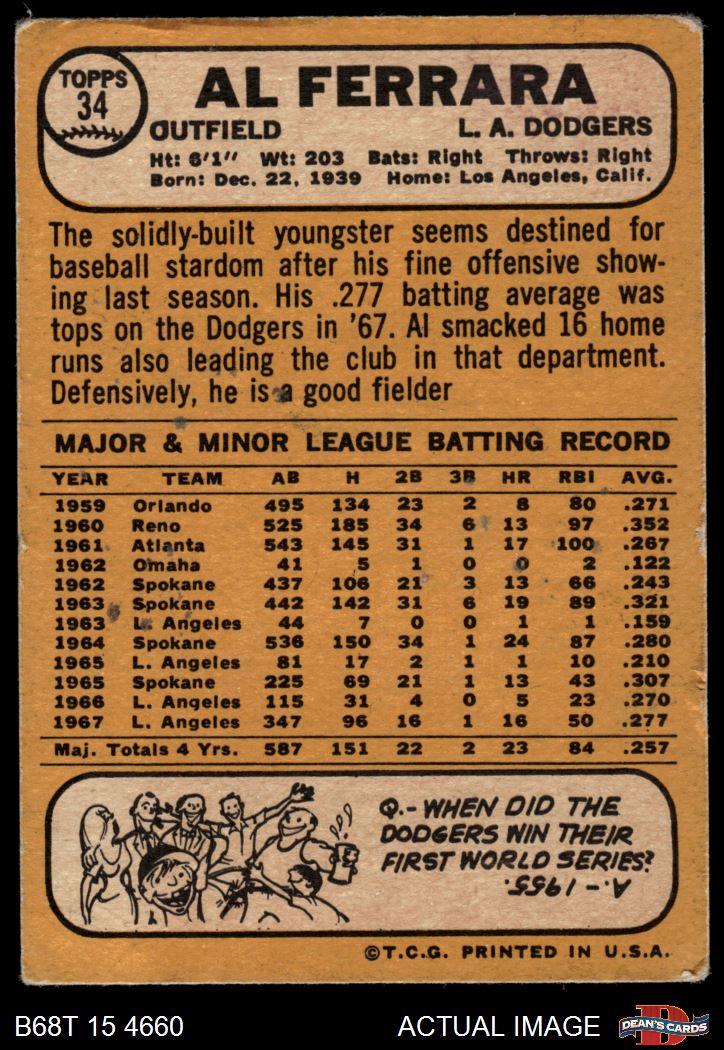 TOPPS
34
AL FERRARA
OUTFIELD L. A. DODGERS
Ht: 6'1" Wt: 203 Bats: Right Throws: Right
Born: Dec. 22, 1939 Home: Los Angeles, Calif.
The solidly-built youngster seems destined for
baseball stardom after his fine offensive show-
ing last season. His .277 batting average was
tops on the Dodgers in '67. Al smacked 16 home
runs also leading the club in that department.
Defensively, he is a good fielder
MAJOR & MINOR LEAGUE BATTING RECORD
YEAR TEAM AB H 2B 3B HR RBI AVG.
1959 Orlando 495 134 23 2 8 80 .271
1960 Reno 525 185 34 6 13 97 .352
1961 Atlanta 543 145 31 1 17 100 .267
1962 Omaha 41 5 1 0 0 2 .122
1962 Spokane 437 106 21 3 13 66 .243
1963 Spokane 442 142 31 6 19 89 .321
1963 L. Angeles 44 7 0 0 1 1 .159
1964 Spokane 536 150 34 1 24 87 .280
1965 L. Angeles 81 17 2 1 1 10 .210
1965 Spokane 225 69 21 1 13 43 .307
1966 L. Angeles 115 31 4 0 5 23 .270
1967 L. Angeles 347 96 16 1 16 50 .277
Maj. Totals 4 Yrs. 587 151 22 2 23 84 .257
Q.-WHEN DID THE
DODGERS WIN THEIR
FIRST WORLD SERIES?
A.-1955.
©T.C.G. PRINTED IN U.S.A.
B68T 15 4660 ACTUAL IMAGE DEAN'S CARDS